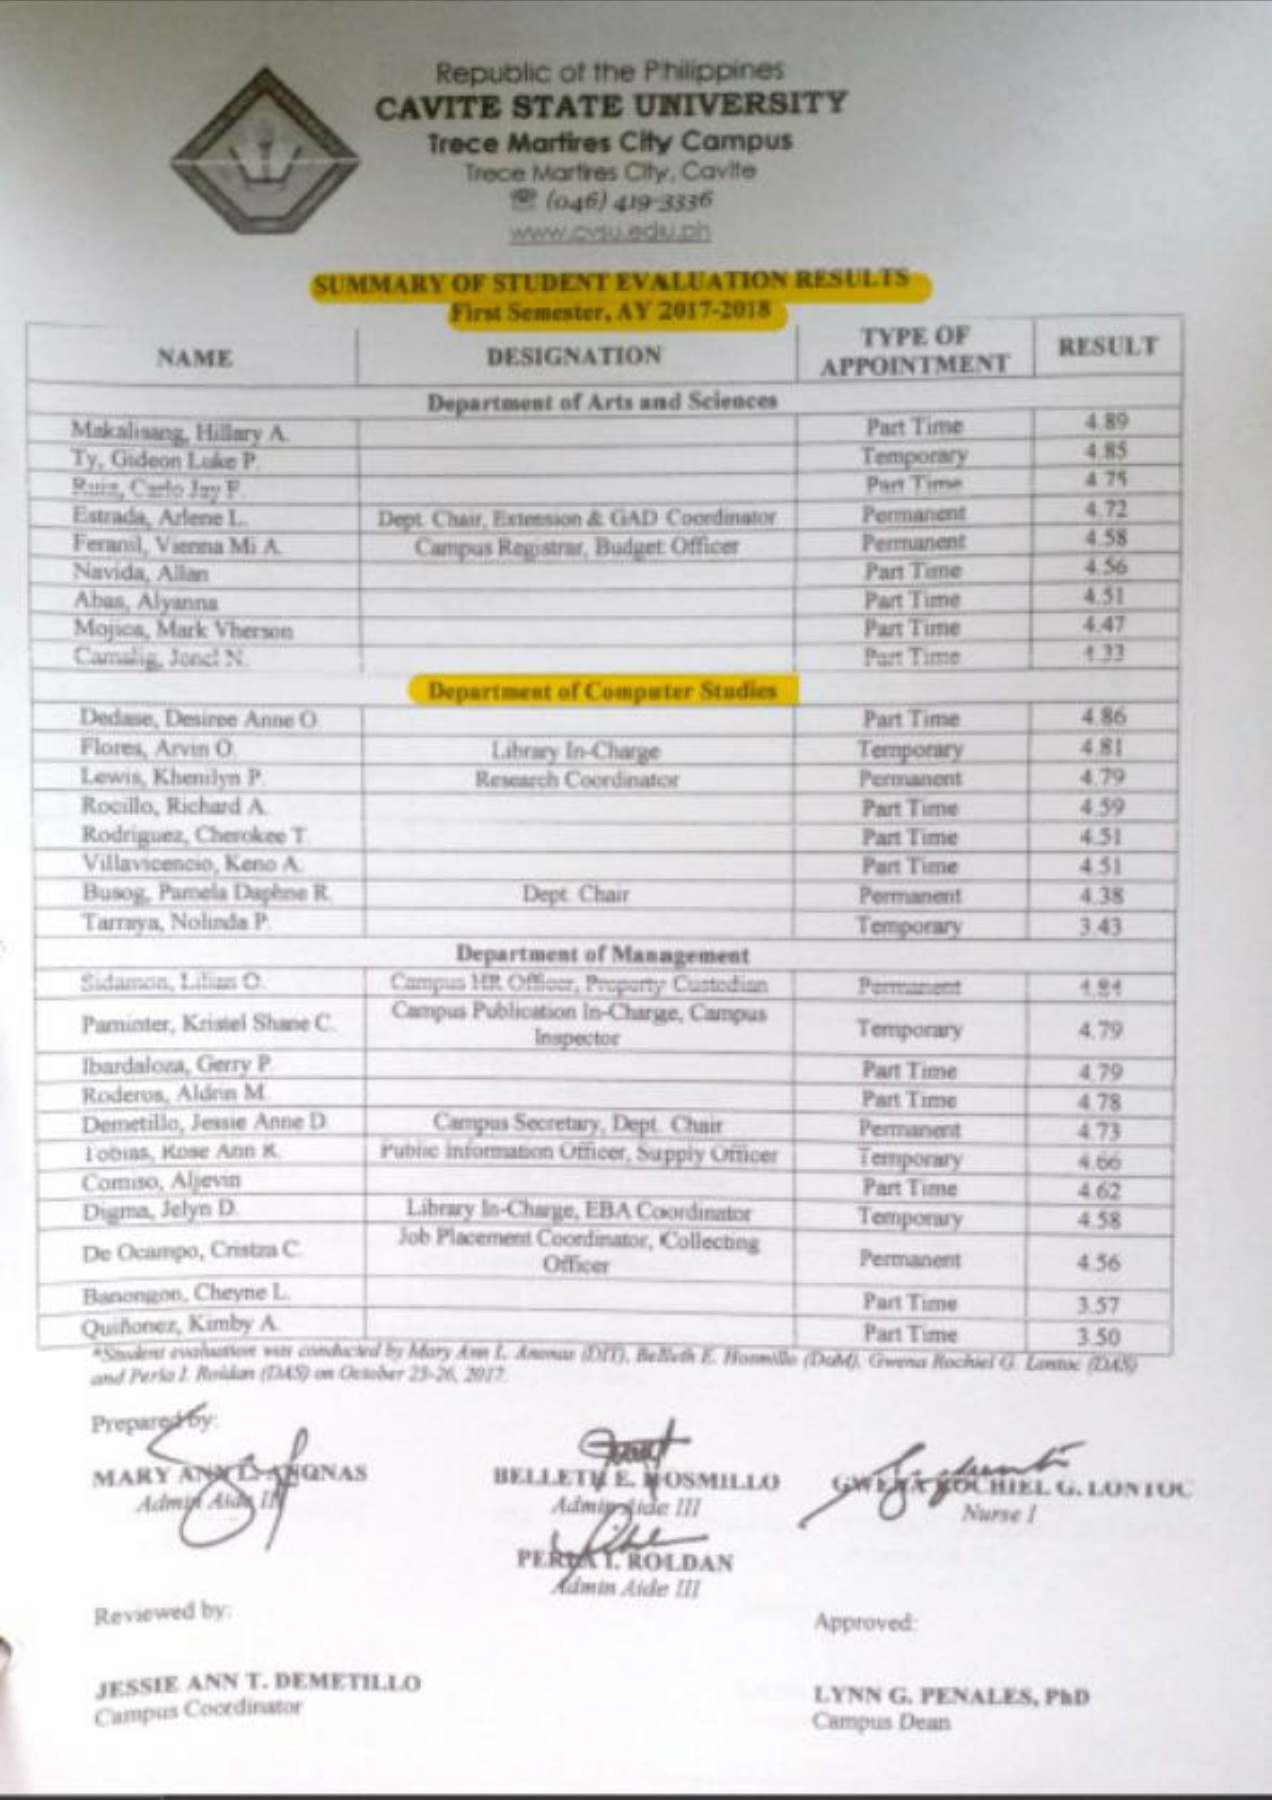 Republic of the Philippines
CAVITE STATE UNIVERSITY
Trece Martires City Campus
Trece Martires City, Cavite
☎ (046) 419-3336
www.cvsu.edu.ph
SUMMARY OF STUDENT EVALUATION RESULTS
First Semester, AY 2017-2018
NAME DESIGNATION TYPE OF APPOINTMENT RESULT
Department of Arts and Sciences
Makalisang, Hillary A. Part Time 4.89
Ty, Gideon Luke P. Temporary 4.85
Ruiz, Carlo Jay F. Part Time 4.75
Estrada, Arlene L. Dept. Chair, Extension & GAD Coordinator Permanent 4.72
Feranil, Vienna Mi A. Campus Registrar, Budget Officer Permanent 4.58
Navida, Allan Part Time 4.56
Abas, Alyanna Part Time 4.51
Mojica, Mark Vherson Part Time 4.47
Camalig, Joncl N. Part Time 4.33
Department of Computer Studies
Dedase, Desiree Anne O. Part Time 4.86
Flores, Arvin O. Library In-Charge Temporary 4.81
Lewis, Khenilyn P. Research Coordinator Permanent 4.79
Rocillo, Richard A. Part Time 4.59
Rodriguez, Cherokee T. Part Time 4.51
Villavicencio, Keno A. Part Time 4.51
Busog, Pamela Daphne R. Dept. Chair Permanent 4.38
Tarraya, Nolinda P. Temporary 3.43
Department of Management
Sidamon, Lilian O. Campus HR Officer, Property Custodian Permanent 4.84
Paminter, Kristel Shane C. Campus Publication In-Charge, Campus Inspector Temporary 4.79
Ibardaloza, Gerry P. Part Time 4.79
Roderos, Aldrin M. Part Time 4.78
Demetillo, Jessie Anne D. Campus Secretary, Dept. Chair Permanent 4.73
Tobias, Rose Ann R. Public Information Officer, Supply Officer Temporary 4.66
Comiso, Aljevin Part Time 4.62
Digma, Jelyn D. Library In-Charge, EBA Coordinator Temporary 4.58
De Ocampo, Cristza C. Job Placement Coordinator, Collecting Officer Permanent 4.56
Banongon, Cheyne L. Part Time 3.57
Quiñonez, Kimby A. Part Time 3.50
*Student evaluation was conducted by Mary Ann L. Anonas (DIT), Belleth E. Hosmillo (DoM), Gwena Rochiel G. Lontoc (DAS)
and Perla I. Roldan (DAS) on October 23-26, 2017.
Prepared by:
MARY ANN L. ANONAS BELLETH E. HOSMILLO GWENA ROCHIEL G. LONTOC
Admin Aide III Admin Aide III Nurse I
PERLA I. ROLDAN
Admin Aide III
Reviewed by:
Approved:
JESSIE ANN T. DEMETILLO
Campus Coordinator
LYNN G. PENALES, PhD
Campus Dean